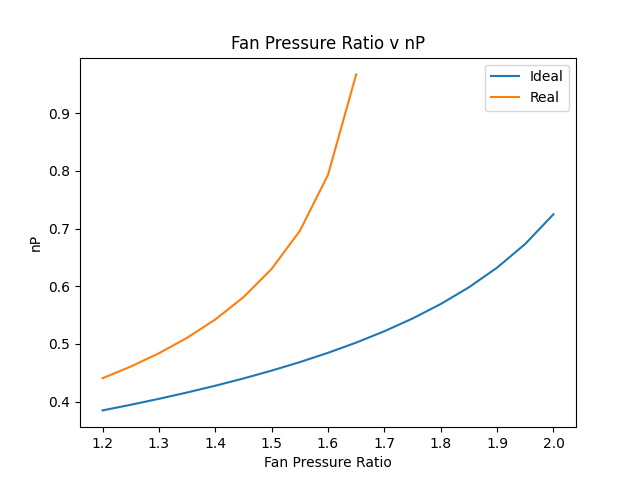 Fan Pressure Ratio v nP
Ideal
Real
nP
0.9
0.8
0.7
0.6
0.5
0.4
1.2 1.3 1.4 1.5 1.6 1.7 1.8 1.9 2.0
Fan Pressure Ratio